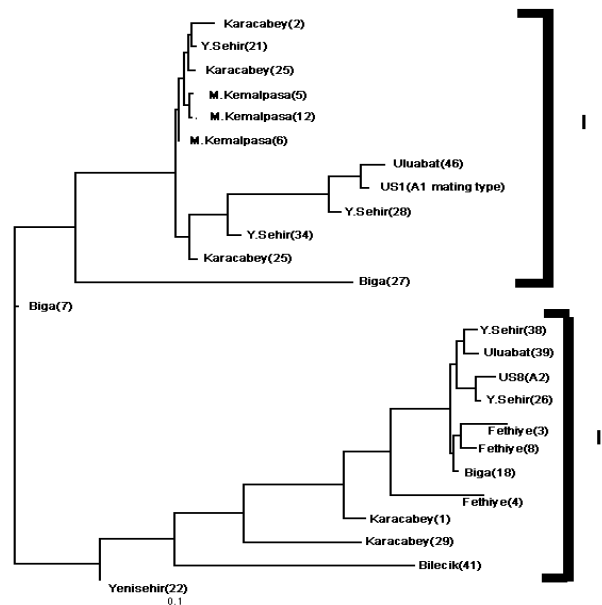 Karacabey(2)
Y.Sehir(21)
Karacabey(25)
M.Kemalpasa(5)
M.Kemalpasa(12)
M.Kemalpasa(6)
Uluabat(46)
US1(A1 mating type)
Y.Sehir(28)
Y.Sehir(34)
Karacabey(25)
Biga(27)
I
Biga(7)
Y.Sehir(38)
Uluabat(39)
US8(A2)
Y.Sehir(26)
Fethiye(3)
Fethiye(8)
Biga(18)
Fethiye(4)
Karacabey(1)
Karacabey(29)
Bilecik(41)
Yenisehir(22)
I
0.1